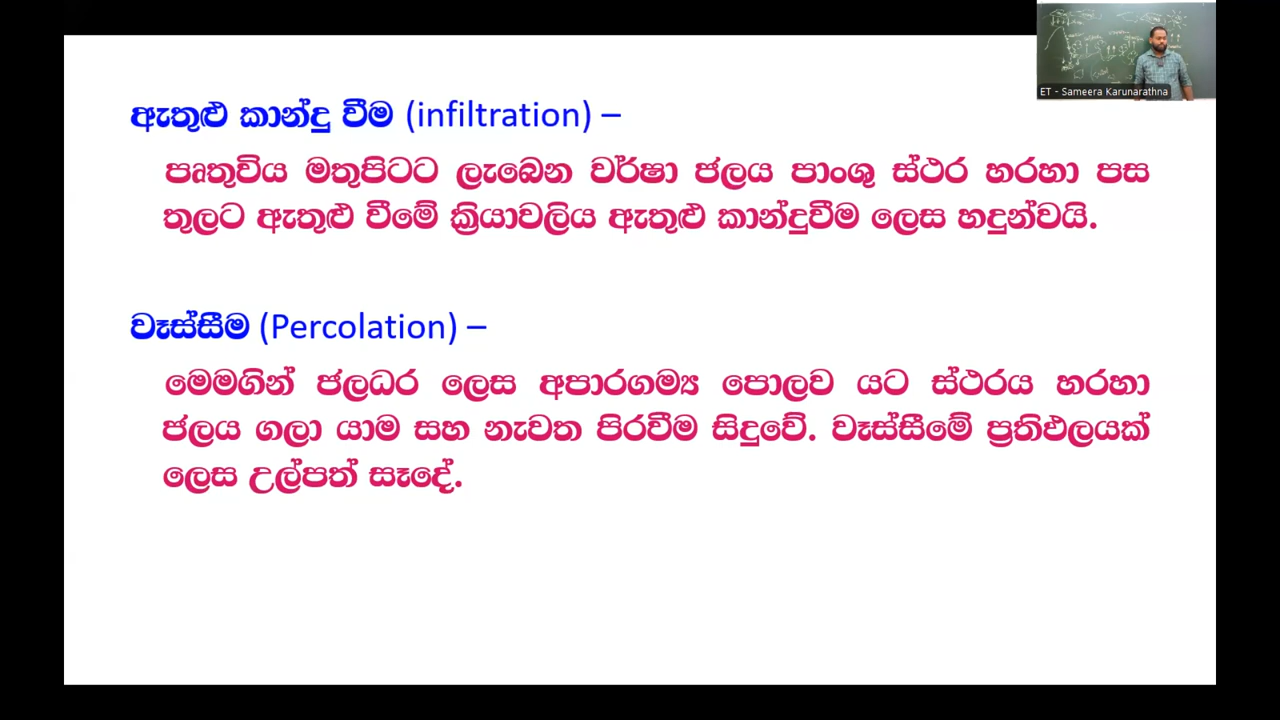 ET - Sameera Karunarathna
ඇතුළු කාන්දු වීම (infiltration) –
පෘතුවිය මතුපිටට ලැබෙන වර්ෂා ජලය පාංශු ස්ථර හරහා පස
තුලට ඇතුළු වීමේ ක්‍රියාවලිය ඇතුළු කාන්දුවීම ලෙස හදුන්වයි.
වෑස්සීම (Percolation) –
මෙමගින් ජලධර ලෙස අපාරගම්‍ය පොලව යට ස්ථරය හරහා
ජලය ගලා යාම සහ නැවත පිරවීම සිදුවේ. වෑස්සීමේ ප්‍රතිඵලයක්
ලෙස උල්පත් සෑදේ.